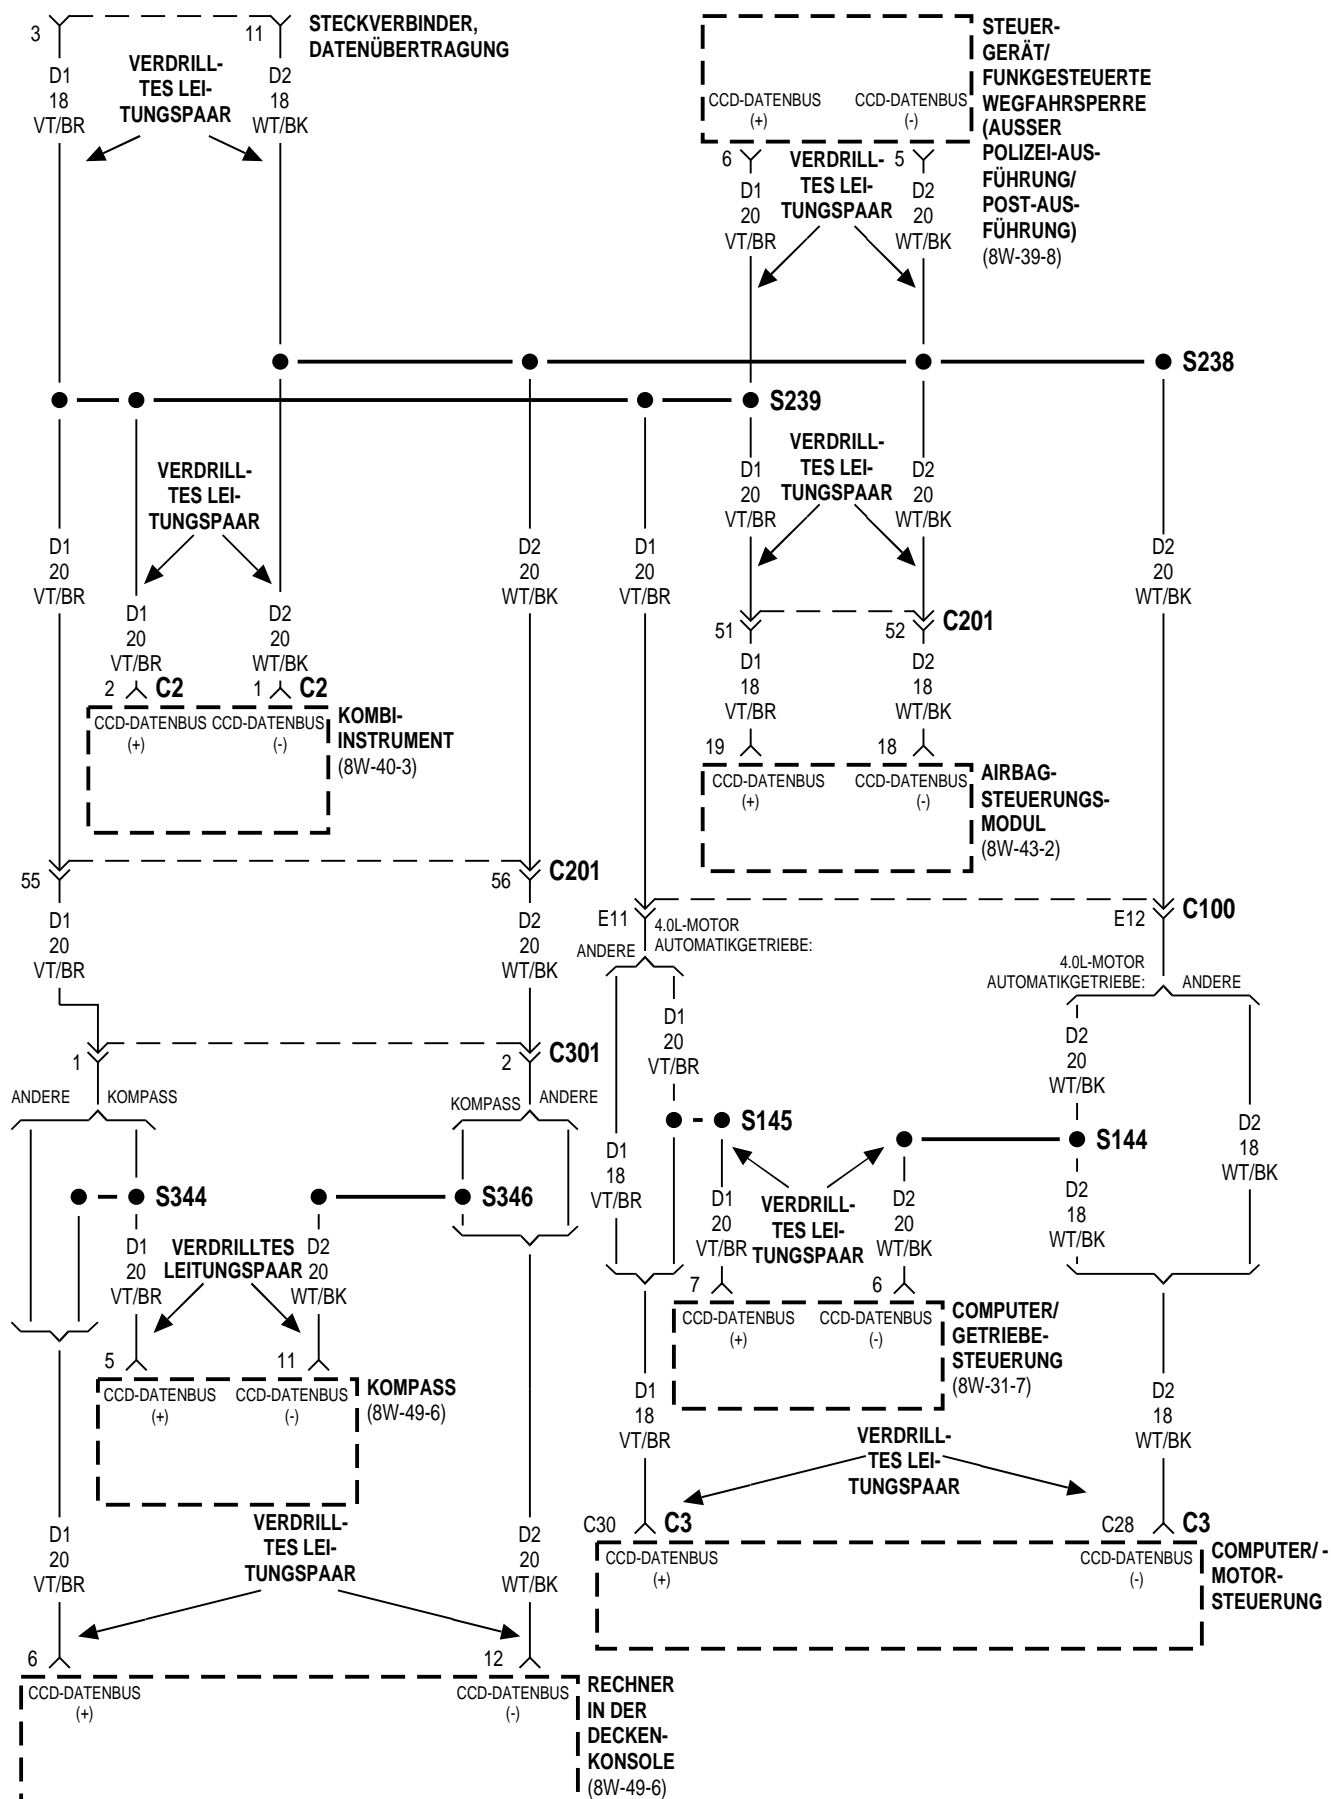 3
11
STECKVERBINDER,
DATENÜBERTRAGUNG
D1
18
VT/BR
VERDRILL-
TES LEI-
TUNGSPAAR
D2
18
WT/BK
CCD-DATENBUS
(+)
CCD-DATENBUS
(-)
STEUER-
GERÄT/
FUNKGESTEUERTE
WEGFAHRSPERRE
(AUSSER
POLIZEI-AUS-
FÜHRUNG/
POST-AUS-
FÜHRUNG)
(8W-39-8)
6
D1
20
VT/BR
VERDRILL-
TES LEI-
TUNGSPAAR
5
D2
20
WT/BK
S238
S239
VERDRILL-
TES LEI-
TUNGSPAAR
D1
20
VT/BR
VERDRILL-
TES LEI-
TUNGSPAAR
D2
20
WT/BK
D1
20
VT/BR
D2
20
WT/BK
D1
20
VT/BR
D2
20
WT/BK
D1
20
VT/BR
D2
20
WT/BK
51
52
C201
D1
18
VT/BR
D2
18
WT/BK
2
C2
1
C2
CCD-DATENBUS
(+)
CCD-DATENBUS
(-)
KOMBI-
INSTRUMENT
(8W-40-3)
19
18
CCD-DATENBUS
(+)
CCD-DATENBUS
(-)
AIRBAG-
STEUERUNGS-
MODUL
(8W-43-2)
55
56
C201
D1
20
VT/BR
D2
20
WT/BK
E11
E12
C100
ANDERE
4.0L-MOTOR
AUTOMATIKGETRIEBE:
4.0L-MOTOR
AUTOMATIKGETRIEBE:
ANDERE
D1
20
VT/BR
D2
20
WT/BK
1
2
C301
ANDERE
KOMPASS
KOMPASS
ANDERE
S145
S144
D1
18
VT/BR
D2
18
WT/BK
S344
S346
D1
20
VT/BR
VERDRILL-
TES LEI-
TUNGSPAAR
D2
20
WT/BK
D2
18
WT/BK
D1
20
VT/BR
VERDRILLTES
LEITUNGSPAAR
D2
20
WT/BK
7
6
CCD-DATENBUS
(+)
CCD-DATENBUS
(-)
COMPUTER/
GETRIEBE-
STEUERUNG
(8W-31-7)
5
11
CCD-DATENBUS
(+)
CCD-DATENBUS
(-)
KOMPASS
(8W-49-6)
D1
18
VT/BR
D2
18
WT/BK
VERDRILL-
TES LEI-
TUNGSPAAR
C30
C3
C28
C3
CCD-DATENBUS
(+)
CCD-DATENBUS
(-)
COMPUTER/ -
MOTOR-
STEUERUNG
D1
20
VT/BR
VERDRILL-
TES LEI-
TUNGSPAAR
D2
20
WT/BK
6
12
CCD-DATENBUS
(+)
CCD-DATENBUS
(-)
RECHNER
IN DER
DECKEN-
KONSOLE
(8W-49-6)